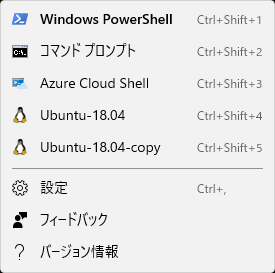 Windows PowerShell Ctrl+Shift+1
コマンド プロンプト Ctrl+Shift+2
Azure Cloud Shell Ctrl+Shift+3
Ubuntu-18.04 Ctrl+Shift+4
Ubuntu-18.04-copy Ctrl+Shift+5
設定 Ctrl+,
フィードバック
バージョン情報